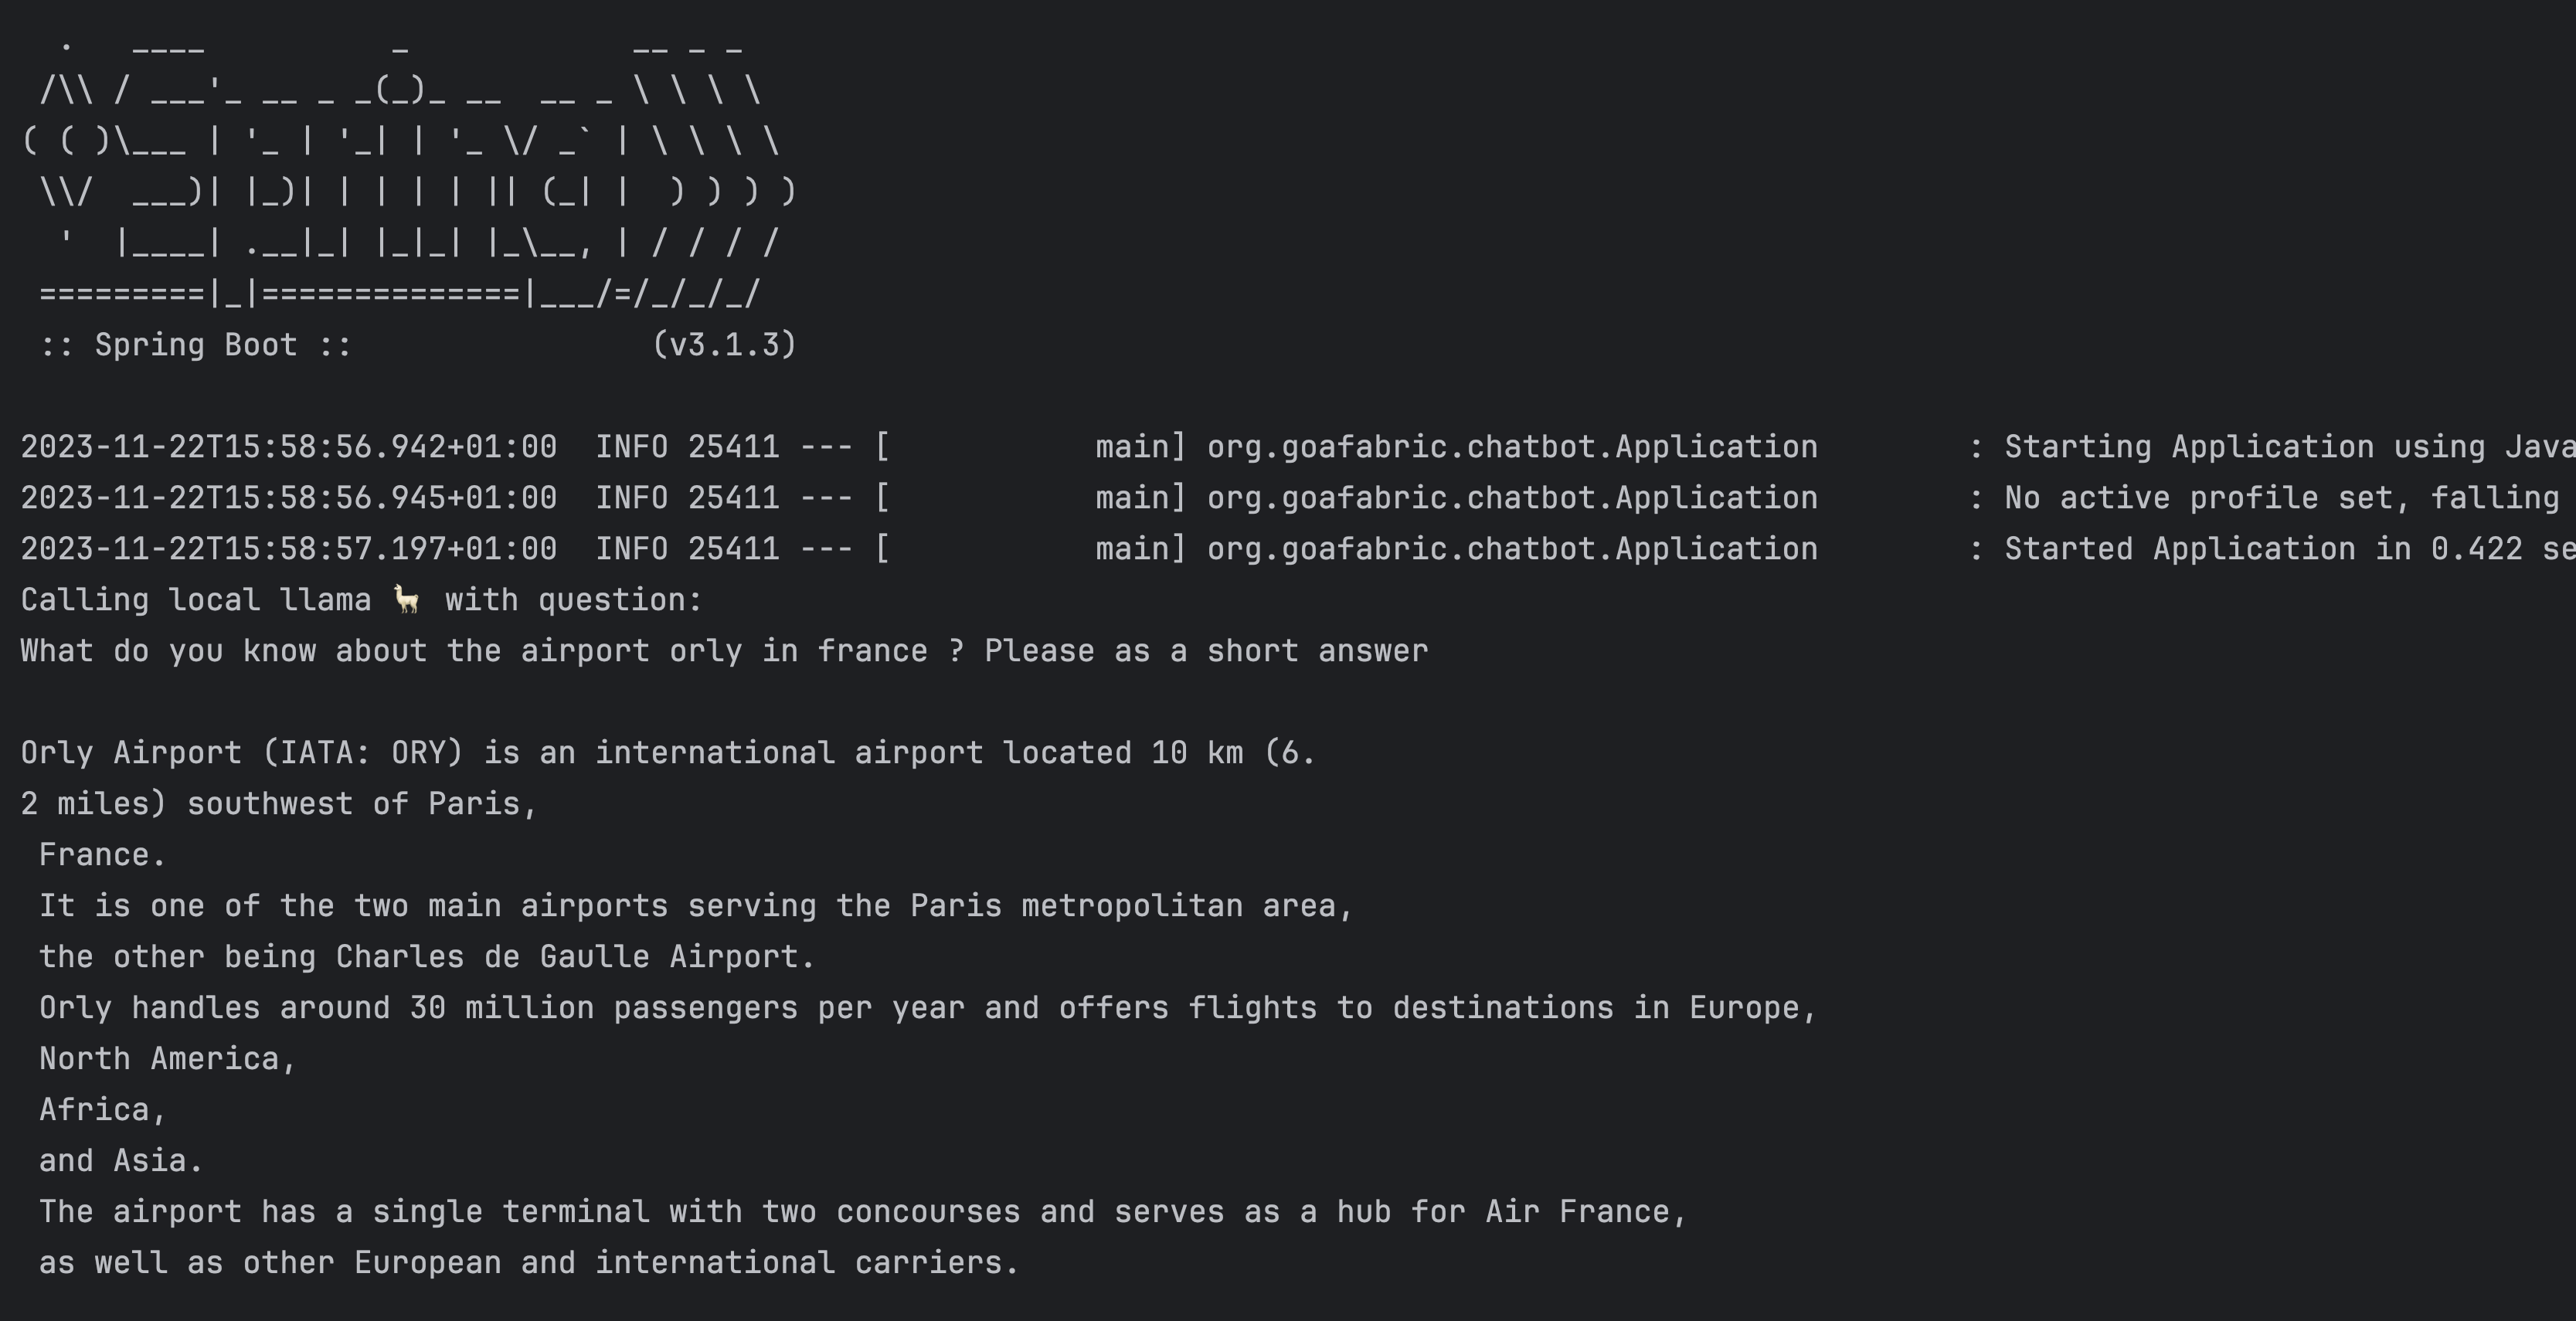 .   ____          _            __ _ _
 /\\ / ___'_ __ _ _(_)_ __  __ _ \ \ \ \
( ( )\___ | '_ | '_| | '_ \/ _` | \ \ \ \
 \\/  ___)| |_)| | | | | || (_| |  ) ) ) )
  '  |____| .__|_| |_|_| |_\__, | / / / /
 =========|_|==============|___/=/_/_/_/
 :: Spring Boot ::                (v3.1.3)

2023-11-22T15:58:56.942+01:00  INFO 25411 --- [           main] org.goafabric.chatbot.Application        : Starting Application using Java
2023-11-22T15:58:56.945+01:00  INFO 25411 --- [           main] org.goafabric.chatbot.Application        : No active profile set, falling
2023-11-22T15:58:57.197+01:00  INFO 25411 --- [           main] org.goafabric.chatbot.Application        : Started Application in 0.422 se
Calling local llama 🦙 with question:
What do you know about the airport orly in france ? Please as a short answer

Orly Airport (IATA: ORY) is an international airport located 10 km (6.
2 miles) southwest of Paris,
 France.
 It is one of the two main airports serving the Paris metropolitan area,
 the other being Charles de Gaulle Airport.
 Orly handles around 30 million passengers per year and offers flights to destinations in Europe,
 North America,
 Africa,
 and Asia.
 The airport has a single terminal with two concourses and serves as a hub for Air France,
 as well as other European and international carriers.